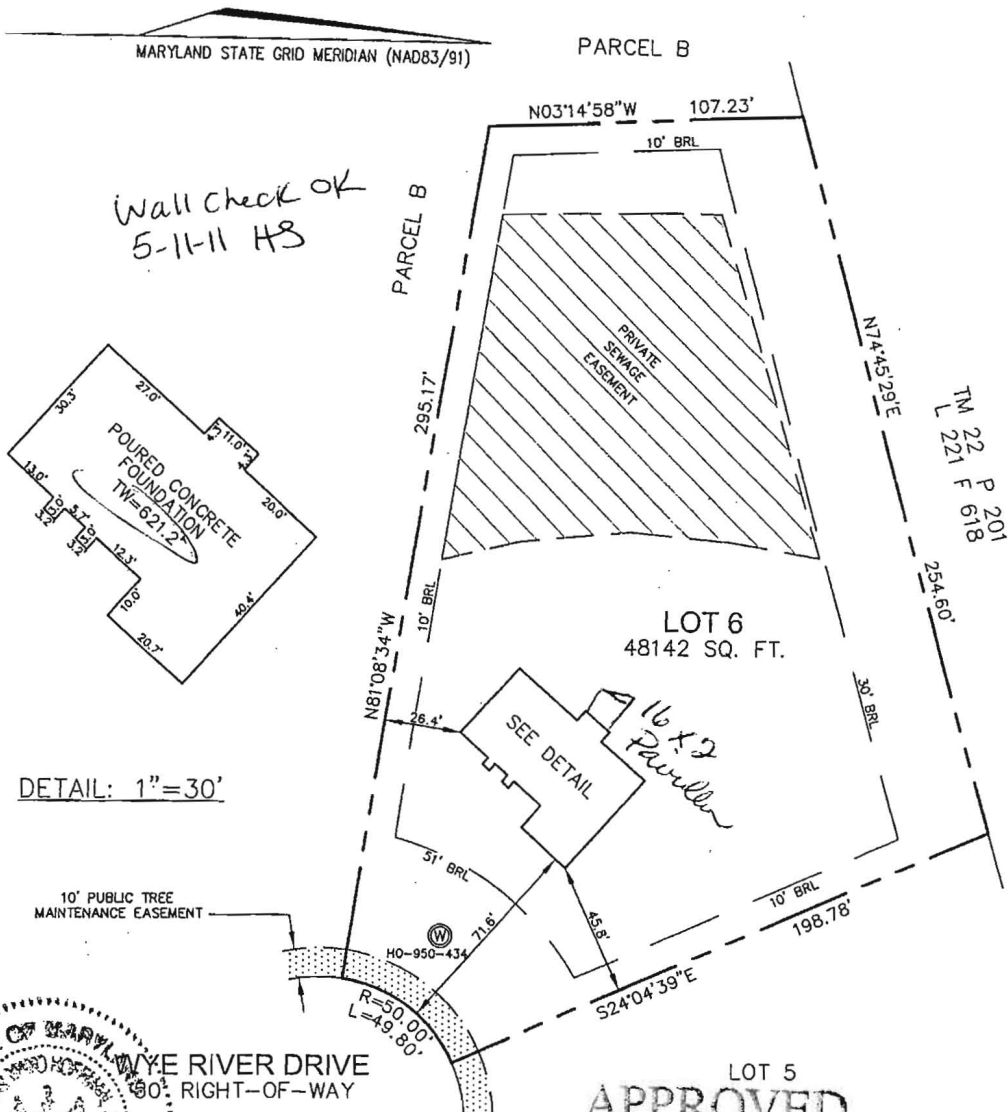 MARYLAND STATE GRID MERIDIAN (NAD83/91)
PARCEL B
N03°14'58"W 107.23'
10' BRL
Wall Check OK
5-11-11 HS
PARCEL B
295.17'
N81°08'34"W
10' BRL
PRIVATE
SEWAGE
EASEMENT
N74°45'29"E
254.60'
TM 22 P 201
L 221 F 618
30' BRL
27.0'
30.3'
11.0'
20.0'
13.0'
3.2'
5.7'
3.2'
12.3'
10.0'
20.7'
40.4'
POURED CONCRETE
FOUNDATION
TW=621.2'
LOT 6
48142 SQ. FT.
26.4'
SEE DETAIL
16 x 2
DETAIL: 1"=30'
51' BRL
10' PUBLIC TREE
MAINTENANCE EASEMENT
W
HO-950-434
71.6'
45.8'
10' BRL
198.78'
S24°04'39"E
R=50.00'
L=49.80'
WYE RIVER DRIVE
RIGHT-OF-WAY
OF MARYLAND
LOT 5
APPROVED